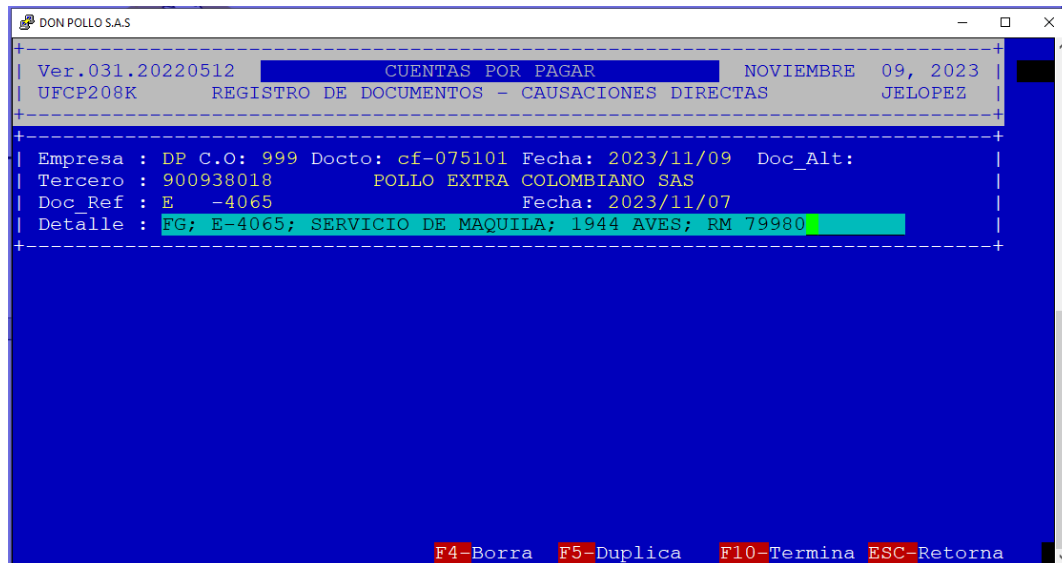 DON POLLO S.A.S
Ver.031.20220512 CUENTAS POR PAGAR NOVIEMBRE 09, 2023
UFCP208K REGISTRO DE DOCUMENTOS - CAUSACIONES DIRECTAS JELOPEZ
Empresa : DP C.O: 999 Docto: cf-075101 Fecha: 2023/11/09 Doc_Alt:
Tercero : 900938018 POLLO EXTRA COLOMBIANO SAS
Doc_Ref : E -4065 Fecha: 2023/11/07
Detalle : FG; E-4065; SERVICIO DE MAQUILA; 1944 AVES; RM 79980
F4-Borra F5-Duplica F10-Termina ESC-Retorna